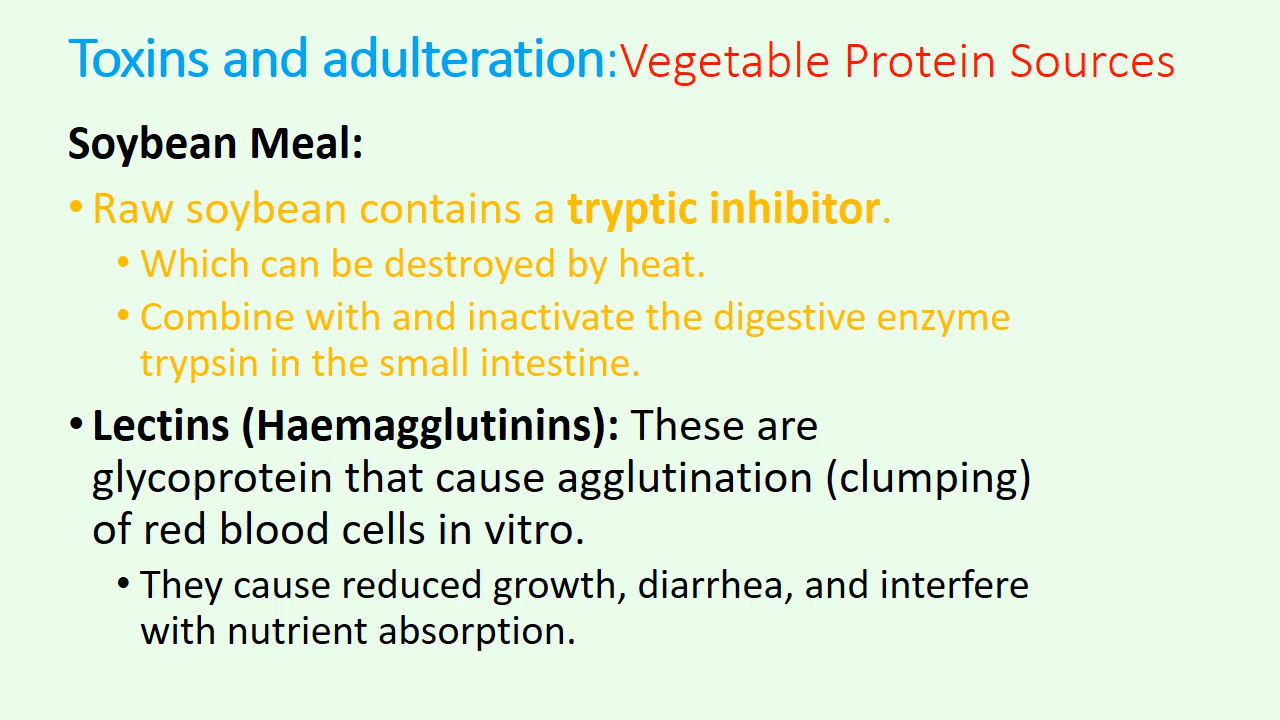 Toxins and adulteration:Vegetable Protein Sources
Soybean Meal:
• Raw soybean contains a tryptic inhibitor.
• Which can be destroyed by heat.
• Combine with and inactivate the digestive enzyme
trypsin in the small intestine.
• Lectins (Haemagglutinins): These are
glycoprotein that cause agglutination (clumping)
of red blood cells in vitro.
• They cause reduced growth, diarrhea, and interfere
with nutrient absorption.